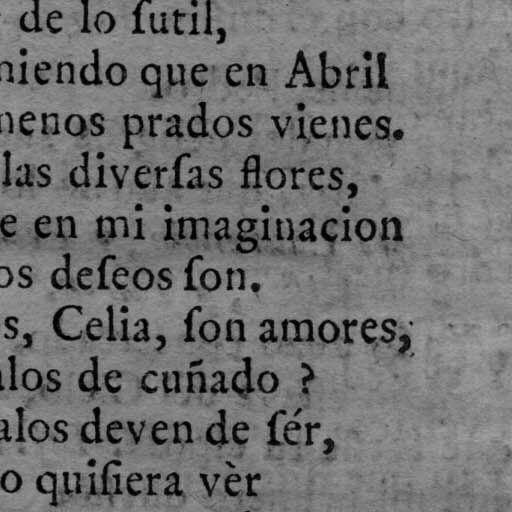 de lo ſutil,
niendo que en Abril
menos prados vienes.
las diverſas flores,
e en mi imaginacion
os deſeos ſon.
s, Celia, ſon amores,
alos de cuñado ?
alos deven de ſér,
o quiſiera vèr